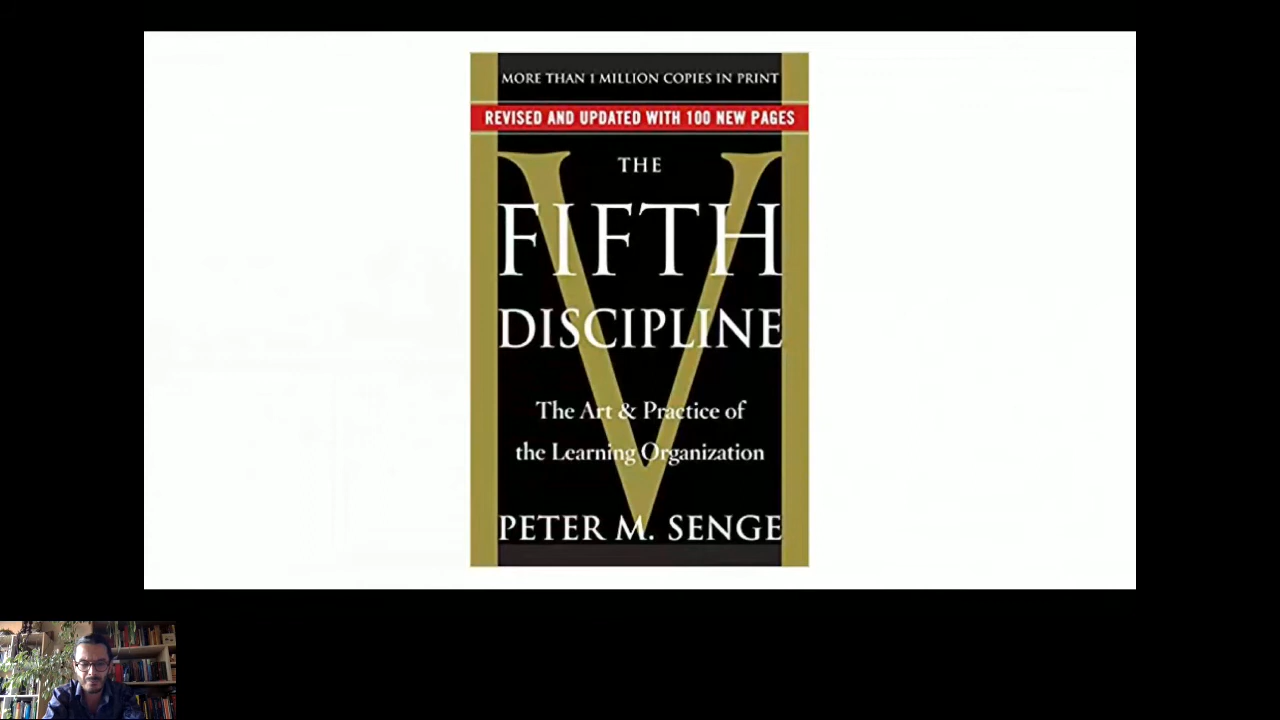 MORE THAN 1 MILLION COPIES IN PRINT
REVISED AND UPDATED WITH 100 NEW PAGES
THE
FIFTH
DISCIPLINE
The Art & Practice of
the Learning Organization
PETER M. SENGE